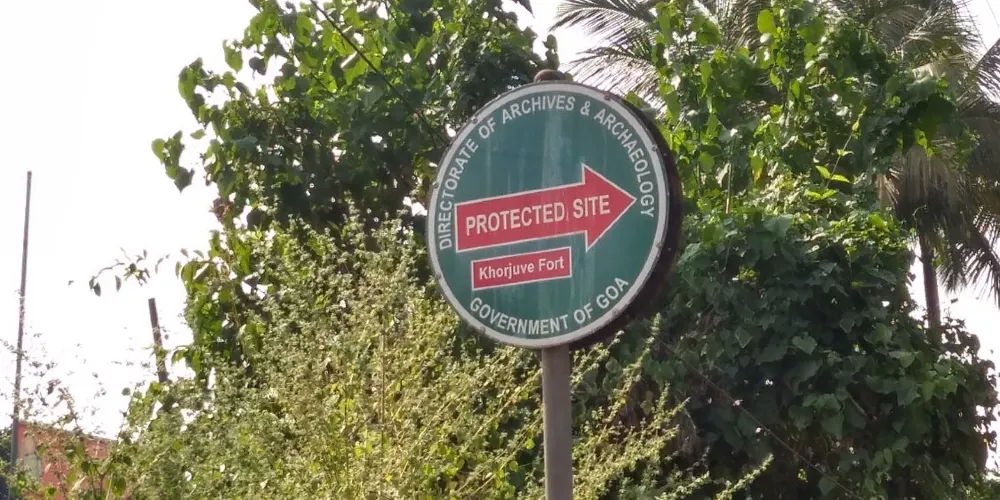 DIRECTORATE OF ARCHIVES & ARCHAEOLOGY
PROTECTED SITE
Khorjuve Fort
GOVERNMENT OF GOA